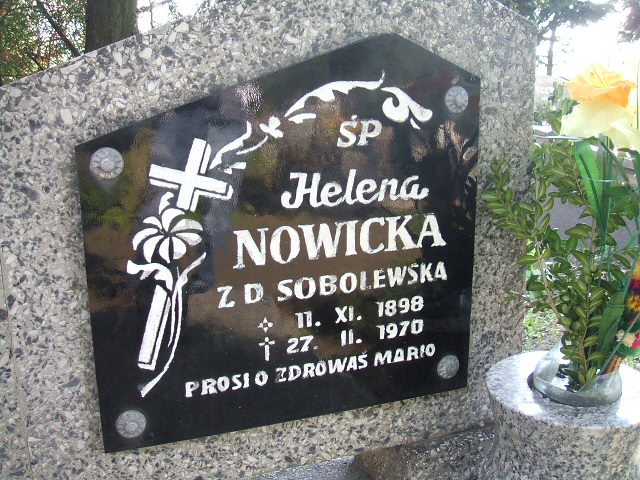 ŚP
Helena
NOWICKA
Z D SOBOLEWSKA
11. XI. 1898
27. II. 1970
PROSI O ZDROWAŚ MARIO